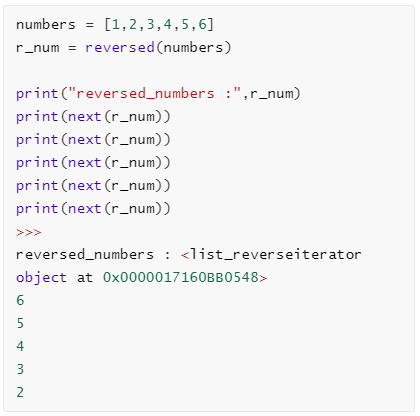 numbers = [1,2,3,4,5,6]
r_num = reversed(numbers)
print("reversed_numbers :",r_num)
print(next(r_num))
print(next(r_num))
print(next(r_num))
print(next(r_num))
print(next(r_num))
>>>
reversed_numbers : <list_reverseiterator
object at 0x0000017160BB0548>
6
5
4
3
2